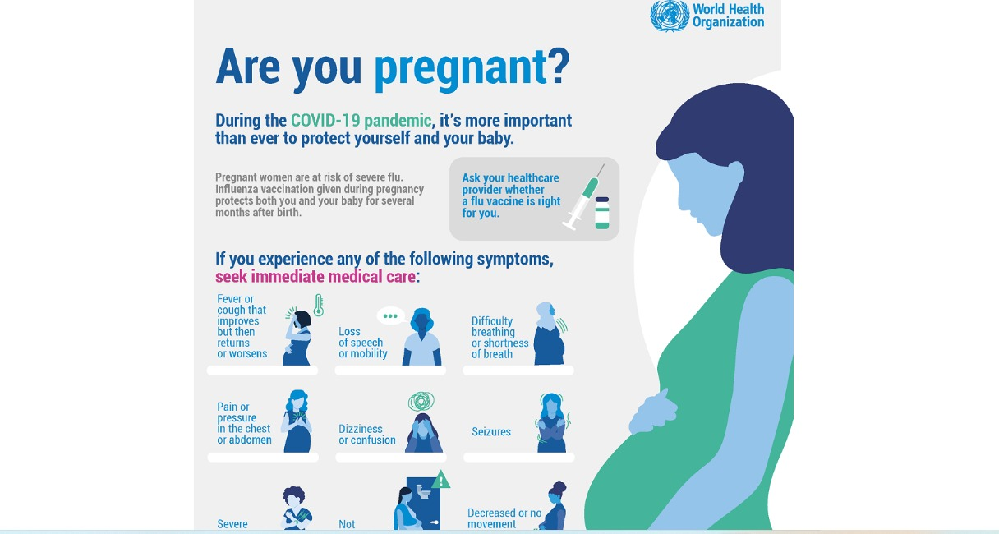 World Health
Organization
Are you pregnant?
During the COVID-19 pandemic, it's more important
than ever to protect yourself and your baby.
Pregnant women are at risk of severe flu.
Influenza vaccination given during pregnancy
protects both you and your baby for several
months after birth.
Ask your healthcare
provider whether
a flu vaccine is right
for you.
If you experience any of the following symptoms,
seek immediate medical care:
Fever or
cough that
improves
but then
returns
or worsens
Loss
of speech
or mobility
Difficulty
breathing
or shortness
of breath
Pain or
pressure
in the chest
or abdomen
Dizziness
or confusion
Seizures
Severe
Not
Decreased or no
movement